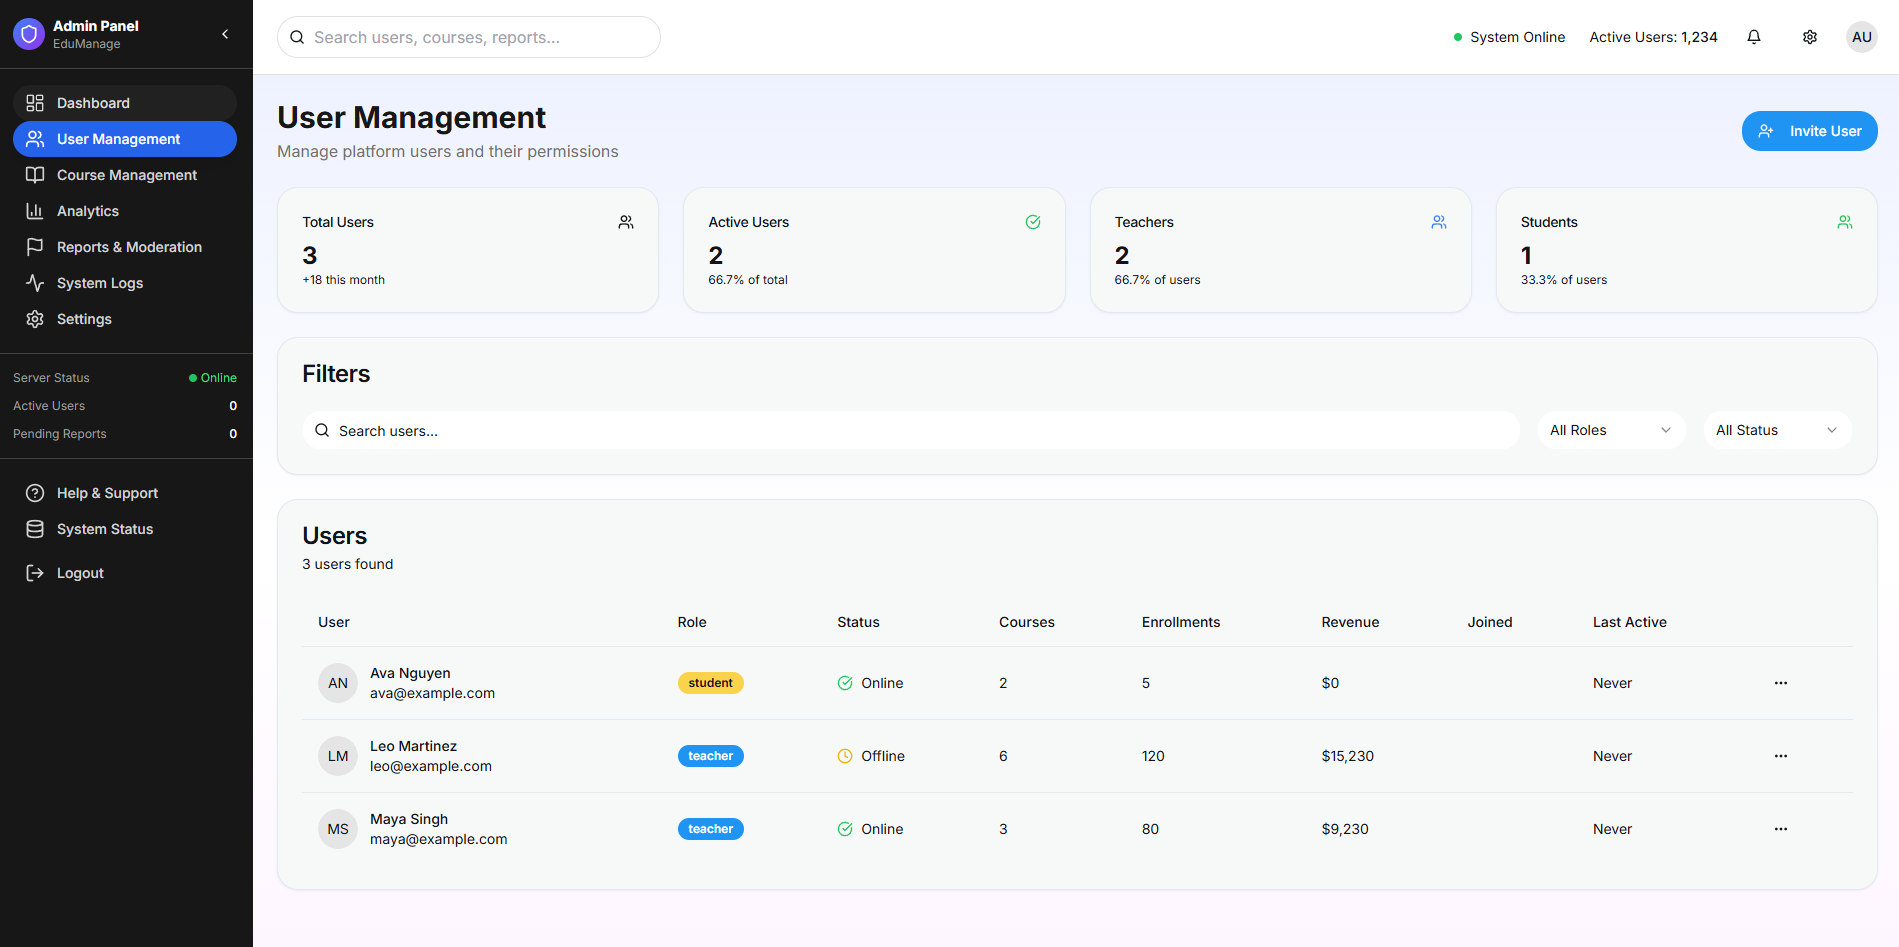 Admin Panel
EduManage
Dashboard
User Management
Course Management
Analytics
Reports & Moderation
System Logs
Settings
Server Status Online
Active Users 0
Pending Reports 0
Help & Support
System Status
Logout
Search users, courses, reports...
System Online Active Users: 1,234 AU
User Management
Manage platform users and their permissions
Invite User
Total Users
3
+18 this month
Active Users
2
66.7% of total
Teachers
2
66.7% of users
Students
1
33.3% of users
Filters
Search users... All Roles All Status
Users
3 users found
User Role Status Courses Enrollments Revenue Joined Last Active
AN Ava Nguyen
ava@example.com
student Online 2 5 $0 Never
LM Leo Martinez
leo@example.com
teacher Offline 6 120 $15,230 Never
MS Maya Singh
maya@example.com
teacher Online 3 80 $9,230 Never